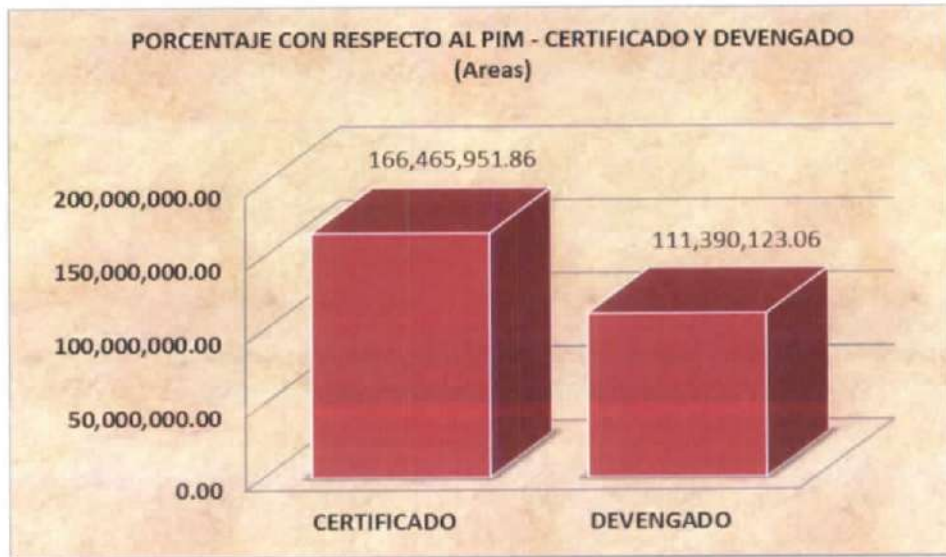 PORCENTAJE CON RESPECTO AL PIM - CERTIFICADO Y DEVENGADO
(Areas)
166,465,951.86
200,000,000.00
111,390,123.06
150,000,000.00
100,000,000.00
50,000,000.00
0.00
CERTIFICADO DEVENGADO